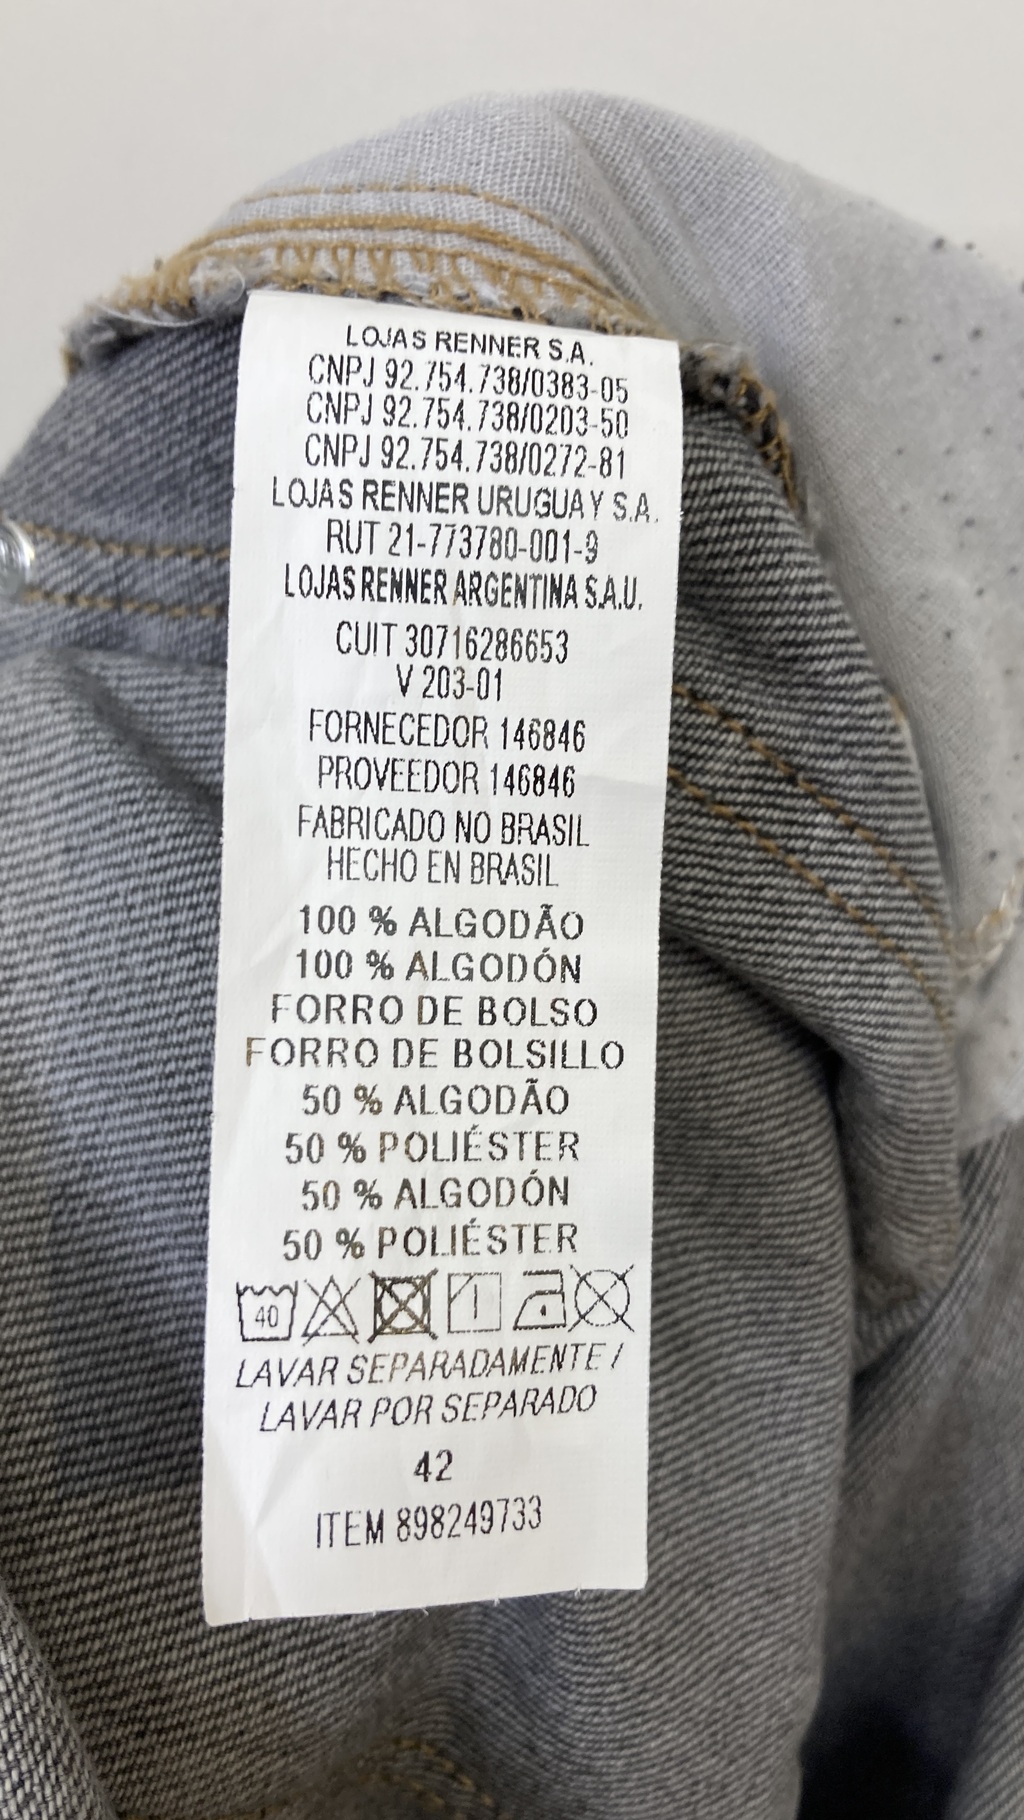 LOJAS RENNER S.A.
CNPJ 92.754.738/0383-05
CNPJ 92.754.738/0203-50
CNPJ 92.754.738/0272-81
LOJAS RENNER URUGUAY S.A.
RUT 21-773780-001-9
LOJAS RENNER ARGENTINA S.A.U.
CUIT 30716286653
V 203-01
FORNECEDOR 146846
PROVEEDOR 146846
FABRICADO NO BRASIL
HECHO EN BRASIL
100 % ALGODÃO
100 % ALGODÓN
FORRO DE BOLSO
FORRO DE BOLSILLO
50 % ALGODÃO
50 % POLIÉSTER
50 % ALGODÓN
50 % POLIÉSTER
40
LAVAR SEPARADAMENTE /
LAVAR POR SEPARADO
42
ITEM 898249733